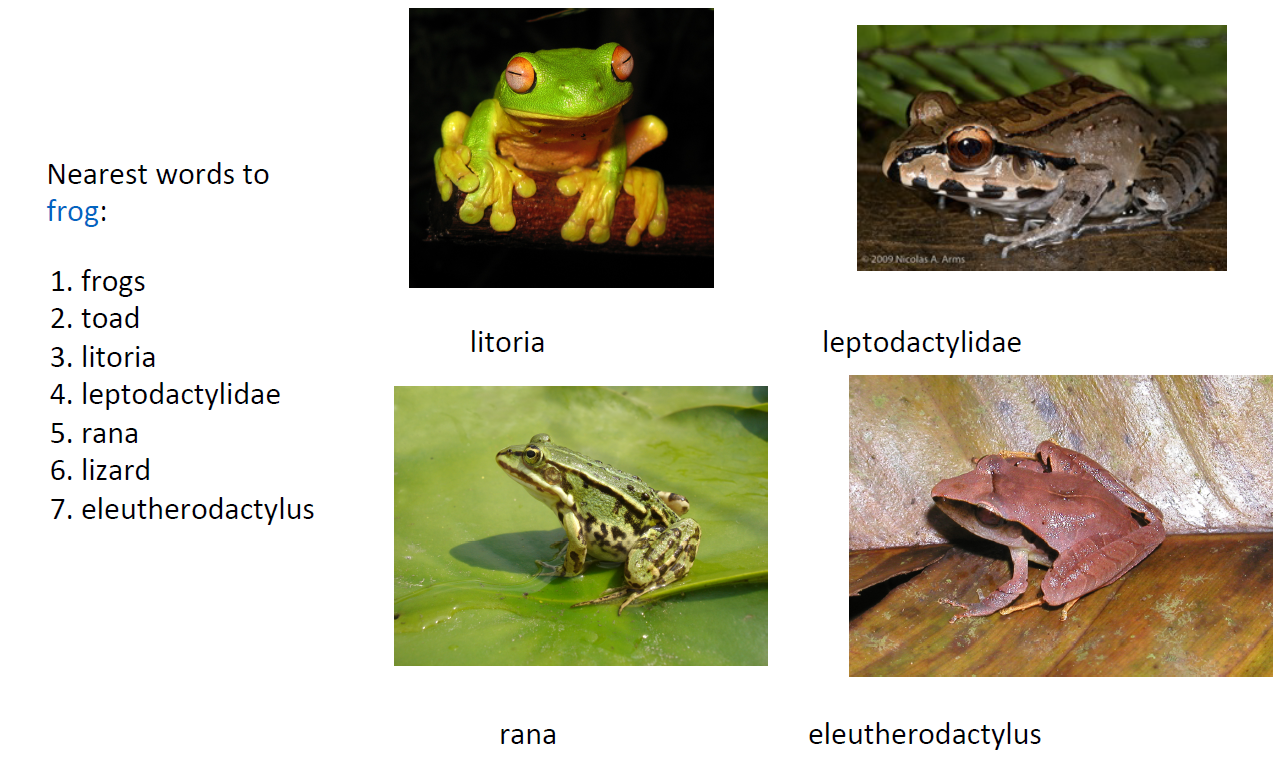 Nearest words to
frog:
1. frogs
2. toad
3. litoria
4. leptodactylidae
5. rana
6. lizard
7. eleutherodactylus
© 2009 Nicolas A. Arms
litoria
leptodactylidae
rana
eleutherodactylus